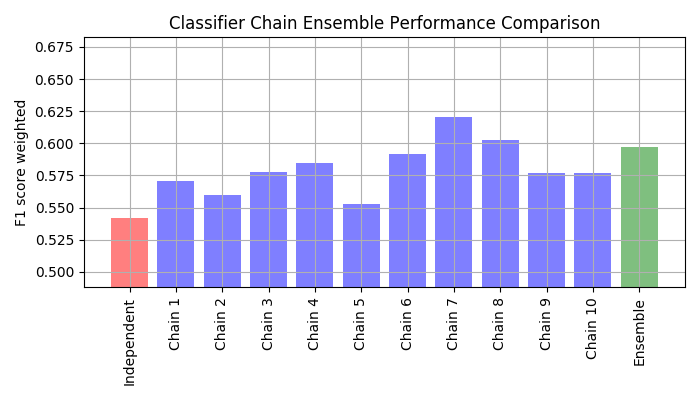 Classifier Chain Ensemble Performance Comparison
F1 score weighted
0.675
0.650
0.625
0.600
0.575
0.550
0.525
0.500
Independent
Chain 1
Chain 2
Chain 3
Chain 4
Chain 5
Chain 6
Chain 7
Chain 8
Chain 9
Chain 10
Ensemble